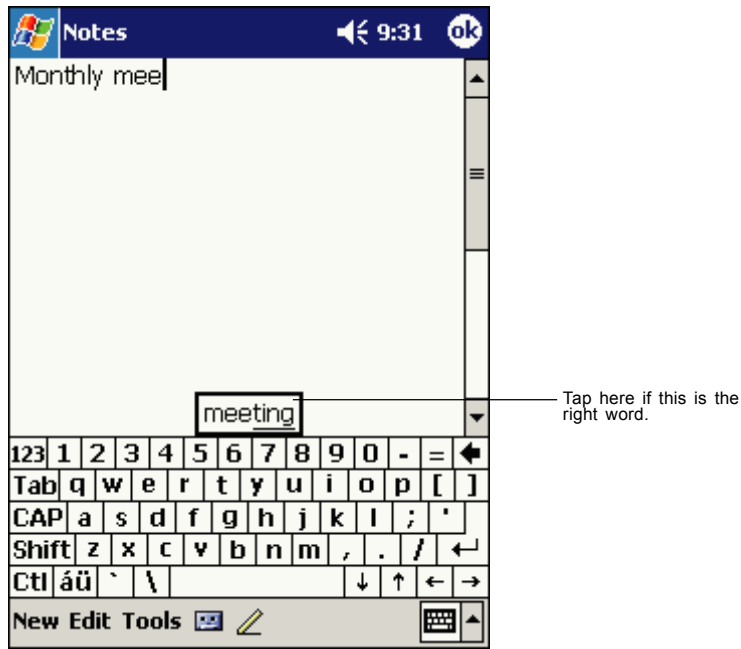 Notes 9:31 ok
Monthly mee
meeting
Tap here if this is the
right word.
123 1 2 3 4 5 6 7 8 9 0 - =
Tab q w e r t y u i o p [ ]
CAP a s d f g h j k l ; '
Shift z x c v b n m , . /
Ctl áü ` \ ↓ ↑ ← →
New Edit Tools